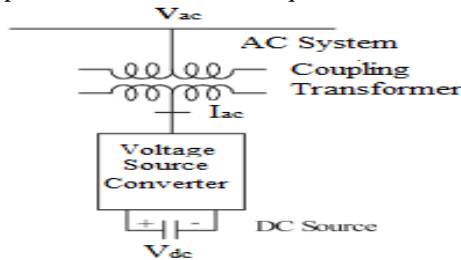 Vac
AC System
Coupling
Transformer
Iac
Voltage
Source
Converter
+ -
DC Source
Vdc